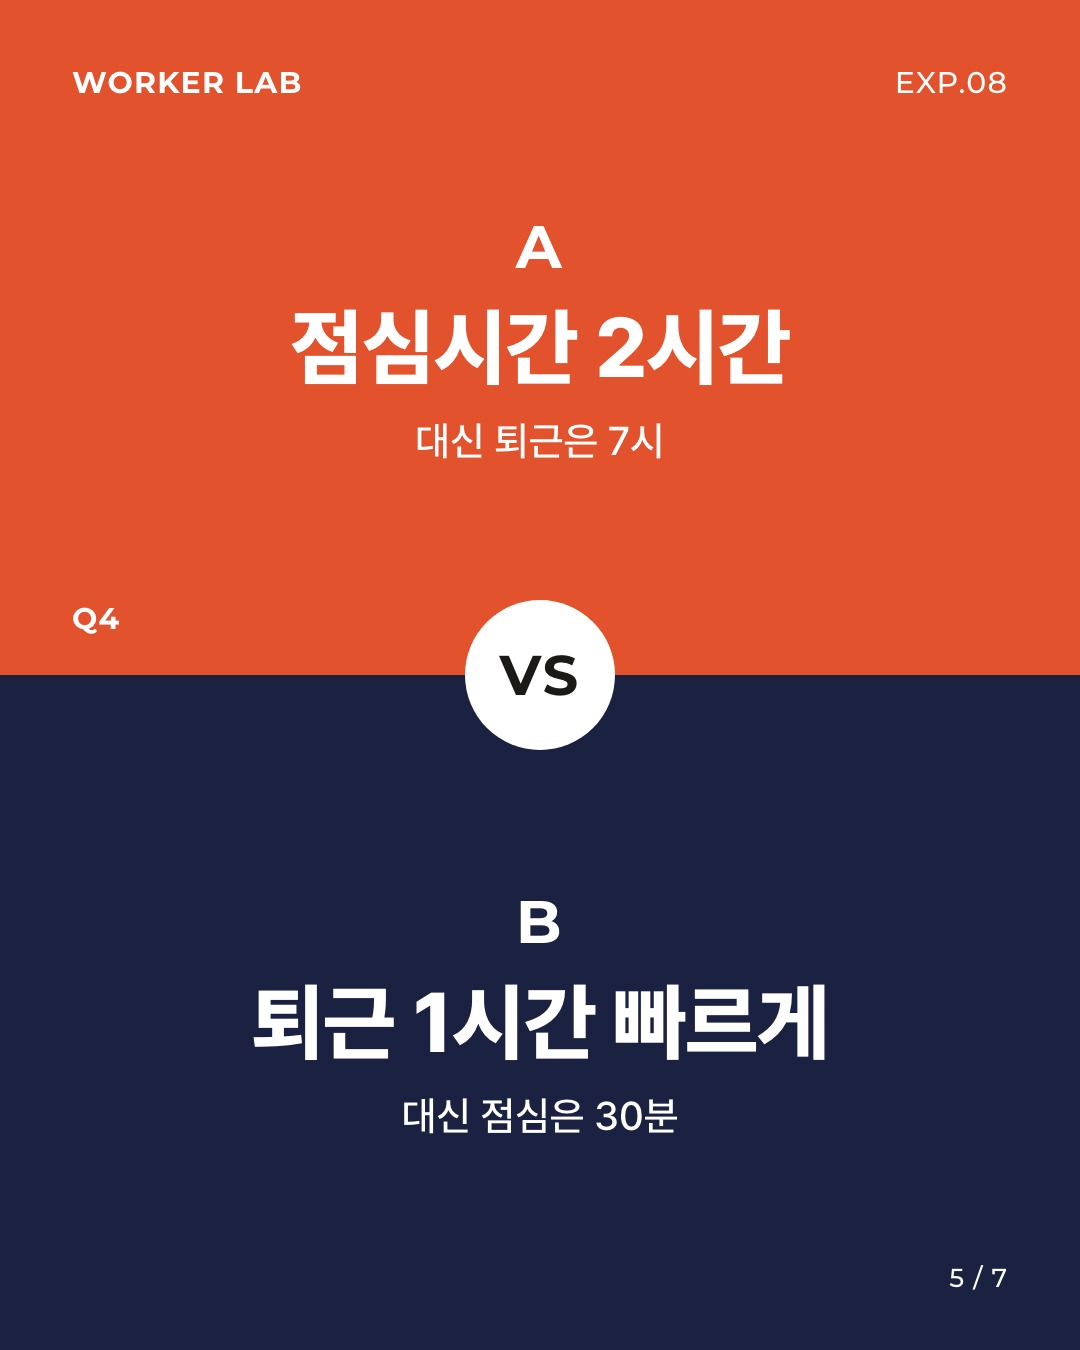 WORKER LAB
EXP.08
A
점심시간 2시간
대신 퇴근은 7시
Q4
VS
B
퇴근 1시간 빠르게
대신 점심은 30분
5 / 7